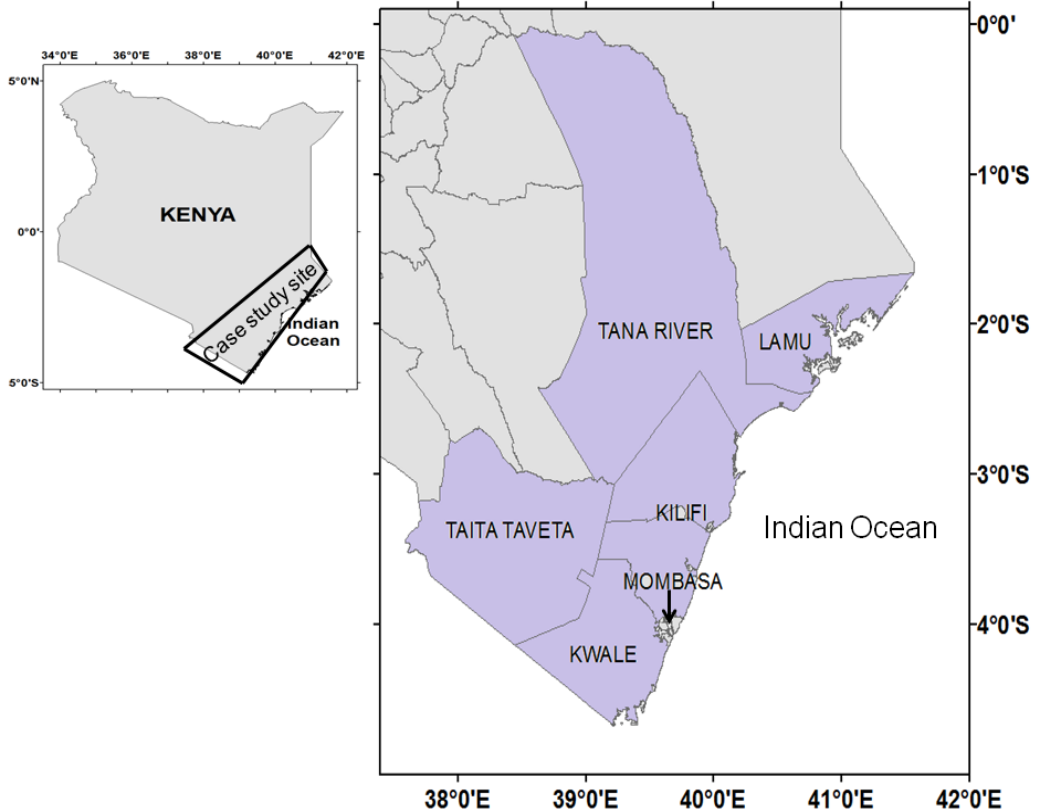 34°0'E 36°0'E 38°0'E 40°0'E 42°0'E
5°0'N
KENYA
0°0'
Case study site
Indian
Ocean
5°0'S
0°0'
1°0'S
TANA RIVER
LAMU
2°0'S
3°0'S
KILIFI
TAITA TAVETA
Indian Ocean
MOMBASA
4°0'S
KWALE
38°0'E 39°0'E 40°0'E 41°0'E 42°0'E